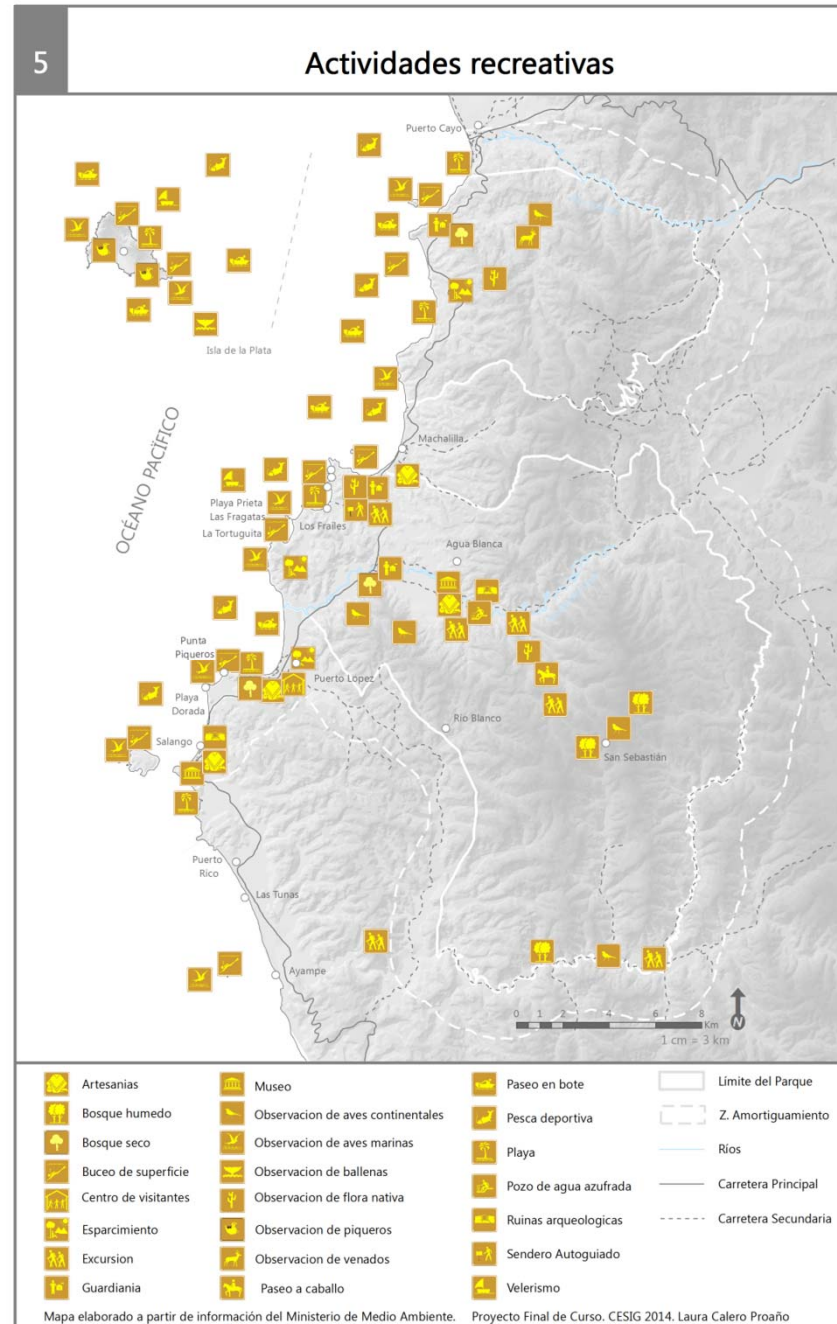 5
Actividades recreativas
Puerto Cayo
Isla de la Plata
OCÉANO PACÍFICO
Machalilla
Playa Prieta
Las Fragatas
La Tortuguita
Los Frailes
Agua Blanca
Punta
Piqueros
Puerto López
Playa
Dorada
Río Blanco
Salango
San Sebastián
Puerto
Rico
Las Tunas
Ayampe
0 1 2 4 6 8
Km
1 cm = 3 km
N
Artesanias
Bosque humedo
Bosque seco
Buceo de superficie
Centro de visitantes
Esparcimiento
Excursion
Guardiania
Museo
Observacion de aves continentales
Observacion de aves marinas
Observacion de ballenas
Observacion de flora nativa
Observacion de piqueros
Observacion de venados
Paseo a caballo
Paseo en bote
Pesca deportiva
Playa
Pozo de agua azufrada
Ruinas arqueologicas
Sendero Autoguiado
Velerismo
Límite del Parque
Z. Amortiguamiento
Ríos
Carretera Principal
Carretera Secundaria
Mapa elaborado a partir de información del Ministerio de Medio Ambiente. Proyecto Final de Curso. CESIG 2014. Laura Calero Proaño